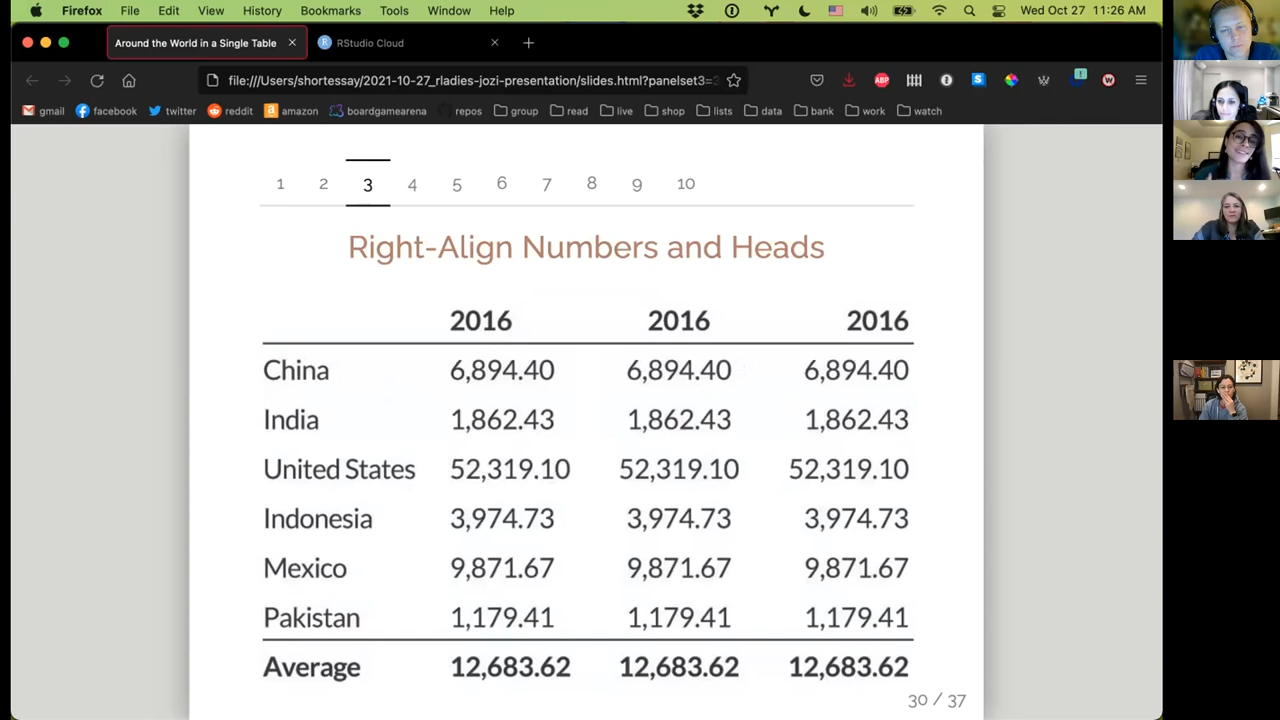 Firefox File Edit View History Bookmarks Tools Window Help Wed Oct 27 11:26 AM
Around the World in a Single Table RStudio Cloud
file:///Users/shortessay/2021-10-27_rladies-jozi-presentation/slides.html?panelset3=3
gmail facebook twitter reddit amazon boardgamearena repos group read live shop lists data bank work watch
1 2 3 4 5 6 7 8 9 10
Right-Align Numbers and Heads
2016 2016 2016
China 6,894.40 6,894.40 6,894.40
India 1,862.43 1,862.43 1,862.43
United States 52,319.10 52,319.10 52,319.10
Indonesia 3,974.73 3,974.73 3,974.73
Mexico 9,871.67 9,871.67 9,871.67
Pakistan 1,179.41 1,179.41 1,179.41
Average 12,683.62 12,683.62 12,683.62
30 / 37